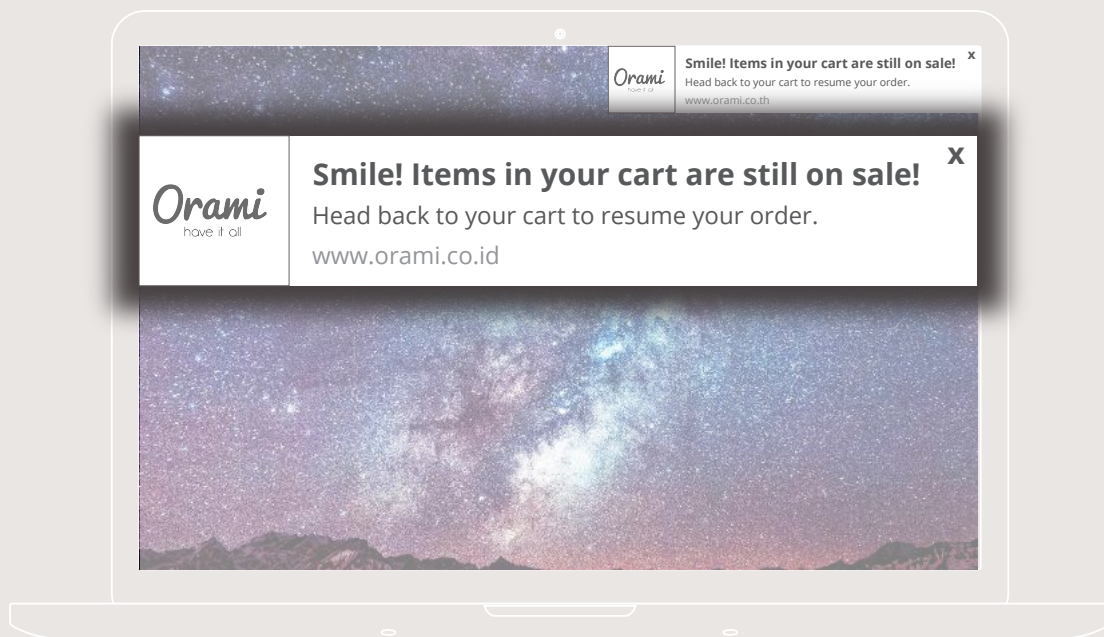 Orami
have it all
Smile! Items in your cart are still on sale!
x
Head back to your cart to resume your order.
www.orami.co.th
Orami
have it all
Smile! Items in your cart are still on sale!
x
Head back to your cart to resume your order.
www.orami.co.id